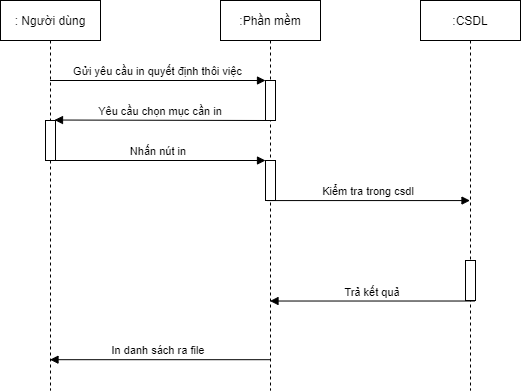 : Người dùng
:Phần mềm
:CSDL
Gửi yêu cầu in quyết định thôi việc
Yêu cầu chọn mục cần in
Nhấn nút in
Kiểm tra trong csdl
Trả kết quả
In danh sách ra file